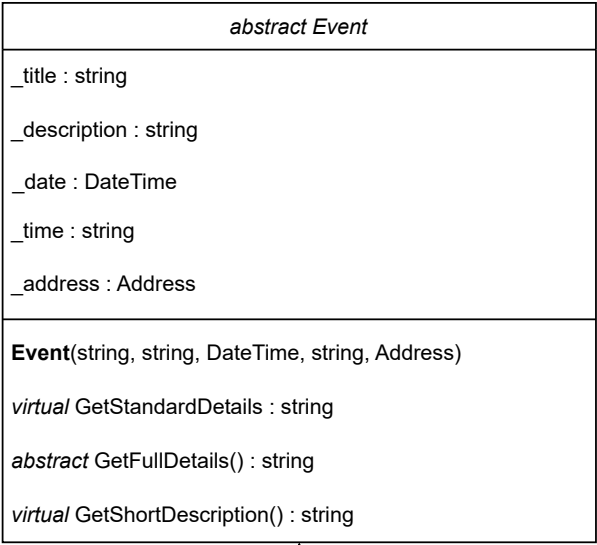 abstract Event
_title : string
_description : string
_date : DateTime
_time : string
_address : Address
Event(string, string, DateTime, string, Address)
virtual GetStandardDetails : string
abstract GetFullDetails() : string
virtual GetShortDescription() : string